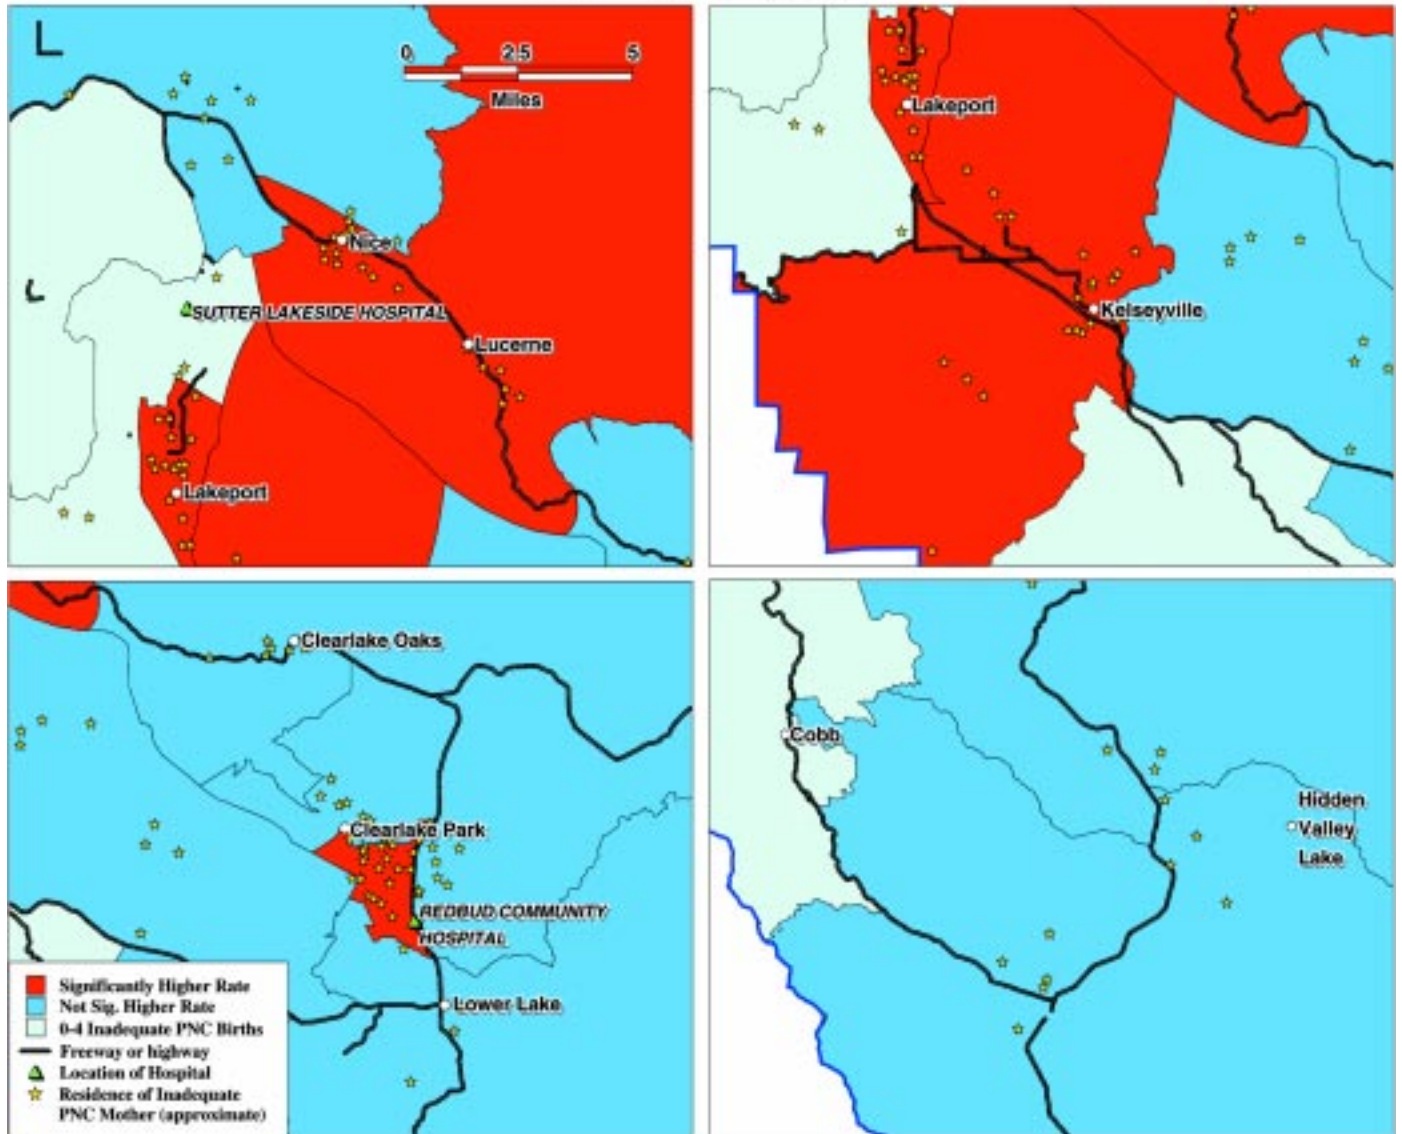 0 2.5 5
Miles
Nice
SUTTER LAKESIDE HOSPITAL
Lucerne
Lakeport
Lakeport
Kelseyville
Clearlake Oaks
Clearlake Park
REDBUD COMMUNITY
HOSPITAL
Lower Lake
Significantly Higher Rate
Not Sig. Higher Rate
0-4 Inadequate PNC Births
Freeway or highway
Location of Hospital
Residence of Inadequate
PNC Mother (approximate)
Cobb
Hidden
Valley
Lake